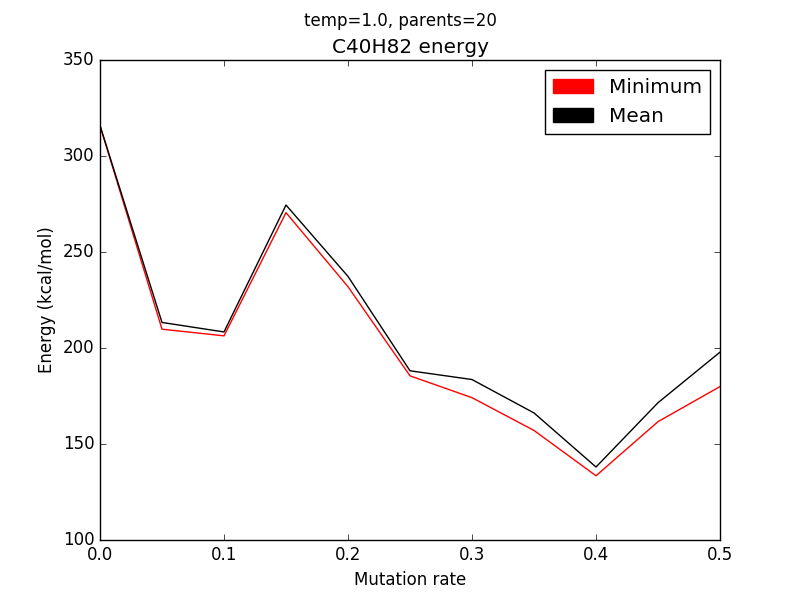 temp=1.0, parents=20
C40H82 energy
350
300
250
200
150
100
Energy (kcal/mol)
Minimum
Mean
0.0 0.1 0.2 0.3 0.4 0.5
Mutation rate